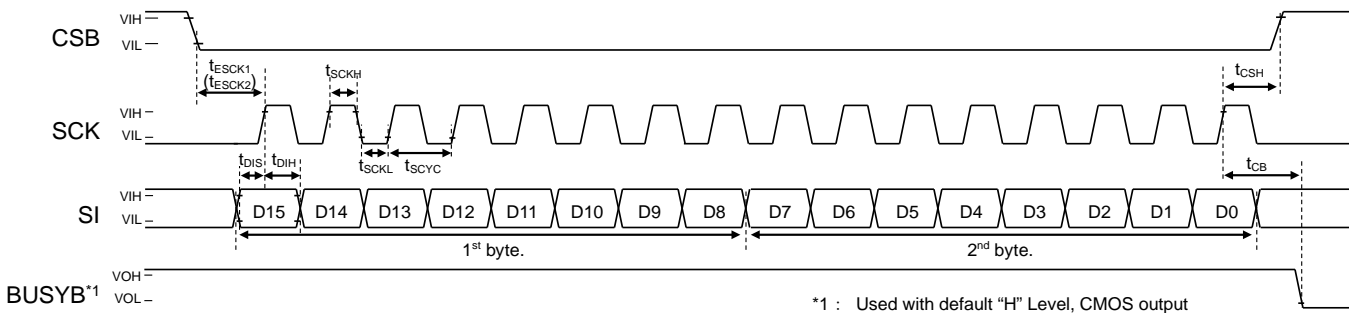 CSB
VIH
VIL
tESCK1
(tESCK2)
tSCKH
tCSH
SCK
VIH
VIL
tDIS
tDIH
tSCKL
tSCYC
tCB
SI
VIH
VIL
D15 D14 D13 D12 D11 D10 D9 D8 D7 D6 D5 D4 D3 D2 D1 D0
1st byte.
2nd byte.
BUSYB*1
VOH
VOL
*1 : Used with default “H” Level, CMOS output